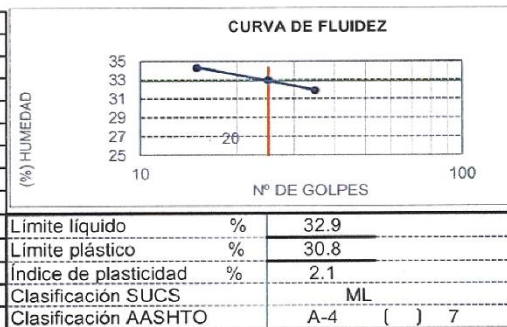 CURVA DE FLUIDEZ
35
33
31
29
27
25
(%) HUMEDAD
20
10
100
Nº DE GOLPES
Límite líquido % 32.9
Límite plástico % 30.8
Índice de plasticidad % 2.1
Clasificación SUCS ML
Clasificación AASHTO A-4 ( ) 7